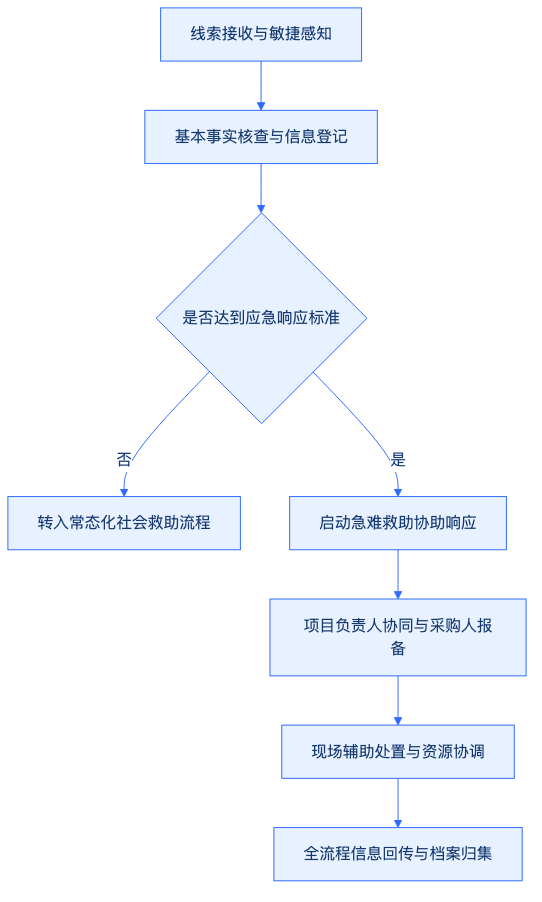 线索接收与敏捷感知
基本事实核查与信息登记
是否达到应急响应标准
否
是
转入常态化社会救助流程
启动急难救助协助响应
项目负责人协同与采购人报
备
现场辅助处置与资源协调
全流程信息回传与档案归集